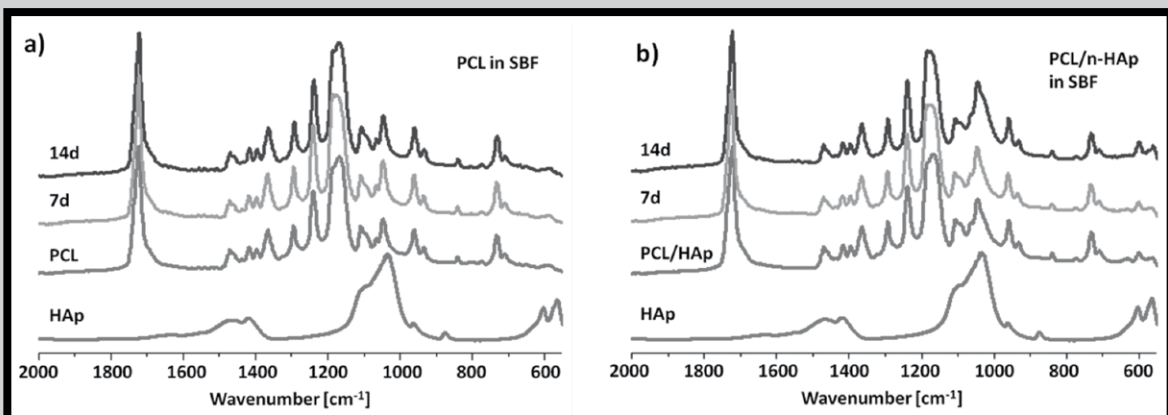 a)
PCL in SBF
14d
7d
PCL
HAp
2000 1800 1600 1400 1200 1000 800 600
Wavenumber [cm⁻¹]
b)
PCL/n-HAp
in SBF
14d
7d
PCL/HAp
HAp
2000 1800 1600 1400 1200 1000 800 600
Wavenumber [cm⁻¹]